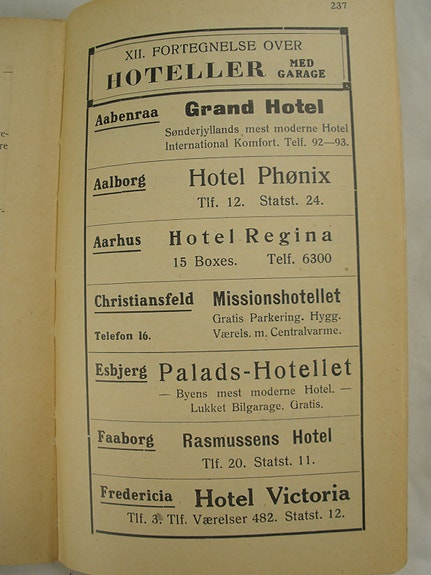 237
XII. FORTEGNELSE OVER
HOTELLER MED GARAGE
Aabenraa Grand Hotel
Sønderjyllands mest moderne Hotel
International Komfort. Telf. 92—93.
Aalborg Hotel Phønix
Tlf. 12. Statst. 24.
Aarhus Hotel Regina
15 Boxes. Telf. 6300
Christiansfeld Missionshotellet
Gratis Parkering. Hygg.
Telefon 16. Værels. m. Centralvarme.
Esbjerg Palads-Hotellet
— Byens mest moderne Hotel. —
Lukket Bilgarage. Gratis.
Faaborg Rasmussens Hotel
Tlf. 20. Statst. 11.
Fredericia Hotel Victoria
Tlf. 3. Tlf. Værelser 482. Statst. 12.